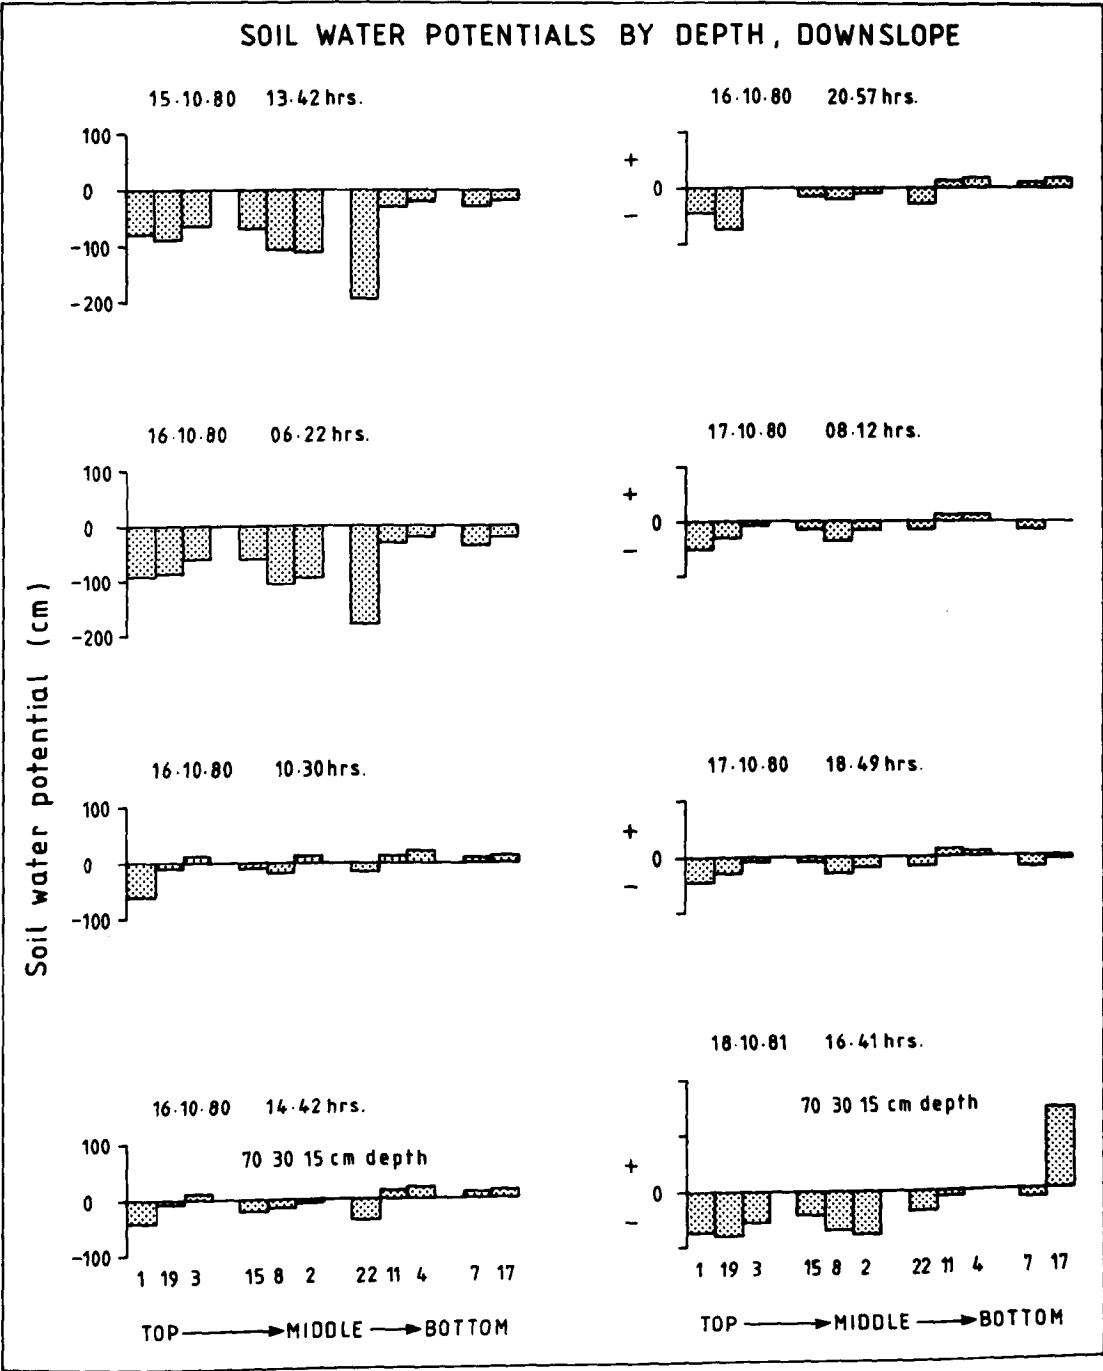 SOIL WATER POTENTIALS BY DEPTH, DOWNSLOPE
15·10·80 13·42 hrs.
100
0
-100
-200
16·10·80 20·57 hrs.
+
0
-
16·10·80 06·22 hrs.
100
0
-100
-200
17·10·80 08·12 hrs.
+
0
-
16·10·80 10·30 hrs.
100
0
-100
17·10·80 18·49 hrs.
+
0
-
16·10·80 14·42 hrs.
100
0
-100
70 30 15 cm depth
1 19 3 15 8 2 22 11 4 7 17
TOP MIDDLE BOTTOM
18·10·81 16·41 hrs.
70 30 15 cm depth
+
0
-
1 19 3 15 8 2 22 11 4 7 17
TOP MIDDLE BOTTOM
Soil water potential (cm)